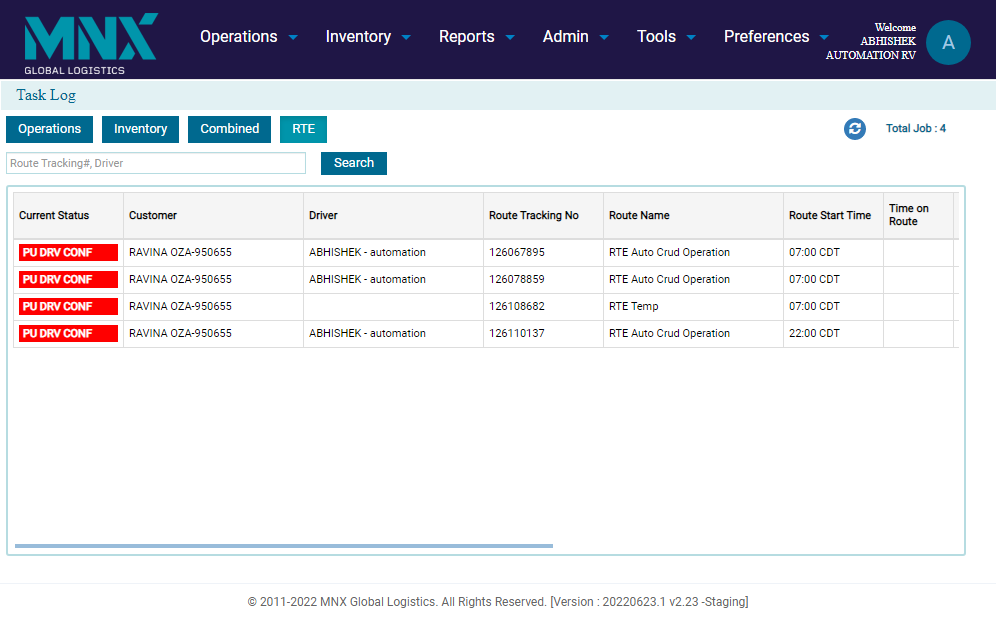 MNX
GLOBAL LOGISTICS
Operations Inventory Reports Admin Tools Preferences
Welcome
ABHISHEK
AUTOMATION RV
A
Task Log
Operations Inventory Combined RTE Total Job : 4
Route Tracking#, Driver Search
Current Status Customer Driver Route Tracking No Route Name Route Start Time Time on
Route
PU DRV CONF RAVINA OZA-950655 ABHISHEK - automation 126067895 RTE Auto Crud Operation 07:00 CDT
PU DRV CONF RAVINA OZA-950655 ABHISHEK - automation 126078859 RTE Auto Crud Operation 07:00 CDT
PU DRV CONF RAVINA OZA-950655 126108682 RTE Temp 07:00 CDT
PU DRV CONF RAVINA OZA-950655 ABHISHEK - automation 126110137 RTE Auto Crud Operation 22:00 CDT
© 2011-2022 MNX Global Logistics. All Rights Reserved. [Version : 20220623.1 v2.23 -Staging]